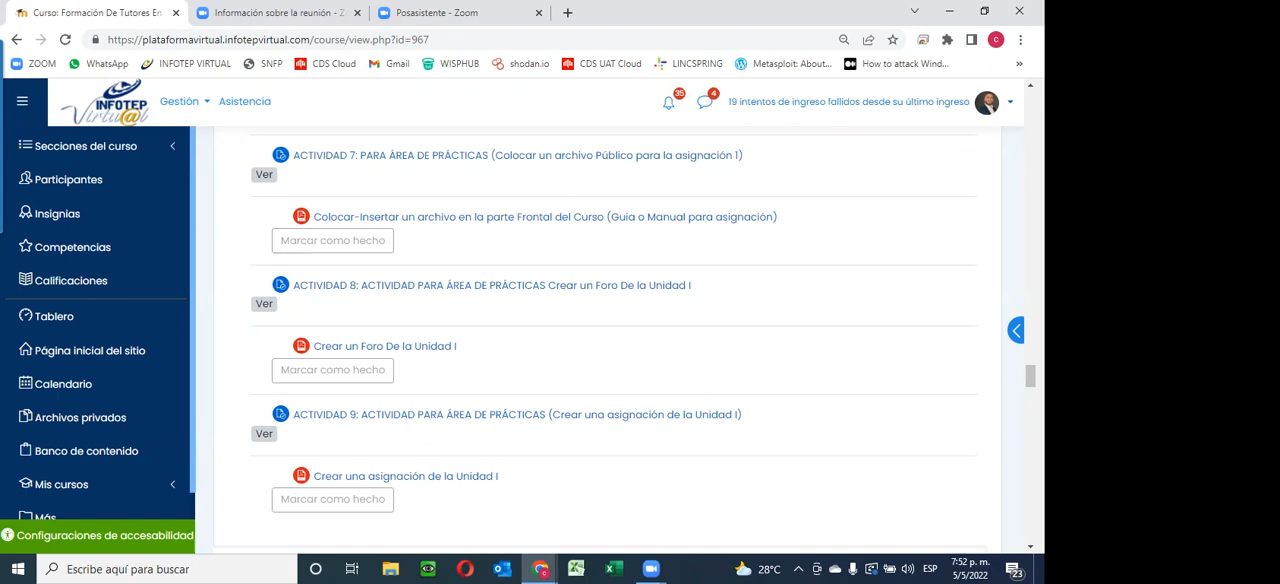 Curso: Formación De Tutores En
Información sobre la reunión - Z
Posasistente - Zoom
https://plataformavirtual.infotepvirtual.com/course/view.php?id=967
C
ZOOM
WhatsApp
INFOTEP VIRTUAL
SNFP
CDS Cloud
Gmail
WISPHUB
shodan.io
CDS UAT Cloud
LINCSPRING
Metasploit: About...
How to attack Wind...
»
INFOTEP
Virtu@l
Gestión
Asistencia
35
4
19 intentos de ingreso fallidos desde su último ingreso
Secciones del curso
Participantes
Insignias
Competencias
Calificaciones
Tablero
Página inicial del sitio
Calendario
Archivos privados
Banco de contenido
Mis cursos
Más
Configuraciones de accesabilidad
ACTIVIDAD 7: PARA ÁREA DE PRÁCTICAS (Colocar un archivo Público para la asignación 1)
Ver
Colocar-Insertar un archivo en la parte Frontal del Curso (Guia o Manual para asignación)
Marcar como hecho
ACTIVIDAD 8: ACTIVIDAD PARA ÁREA DE PRÁCTICAS Crear un Foro De la Unidad I
Ver
Crear un Foro De la Unidad I
Marcar como hecho
ACTIVIDAD 9: ACTIVIDAD PARA ÁREA DE PRÁCTICAS (Crear una asignación de la Unidad I)
Ver
Crear una asignación de la Unidad I
Marcar como hecho
Escribe aquí para buscar
28°C
ESP
7:52 p. m.
5/5/2022
23